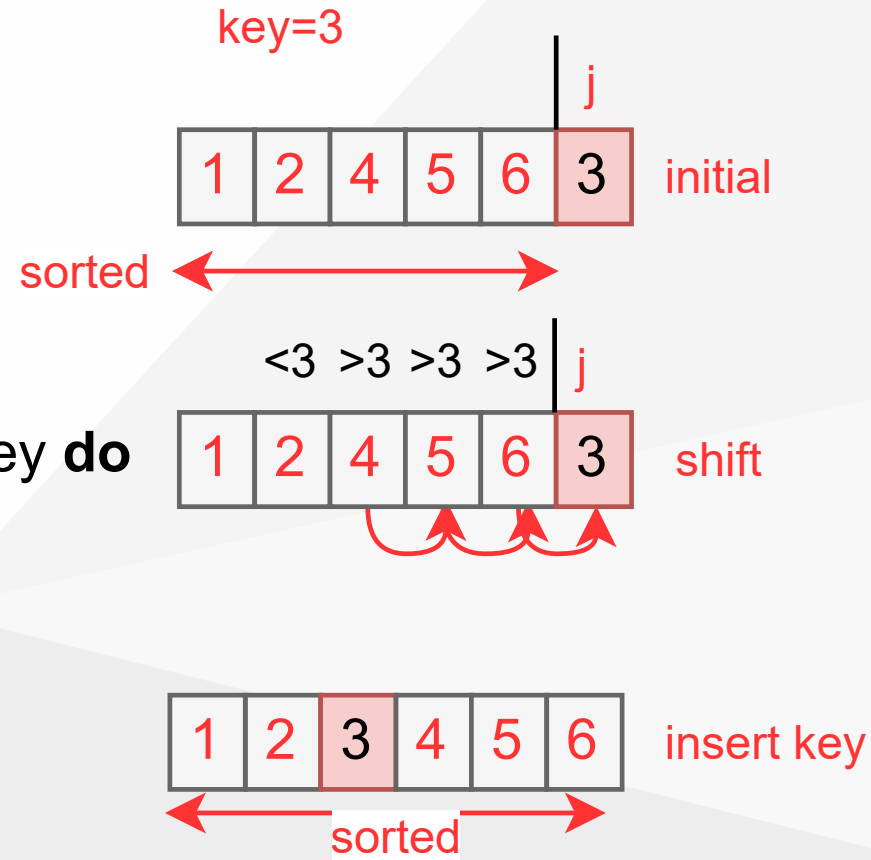 key=3
j
1 2 4 5 6 3 initial
sorted
<3 >3 >3 >3 j
ey do 1 2 4 5 6 3 shift
1 2 3 4 5 6 insert key
sorted